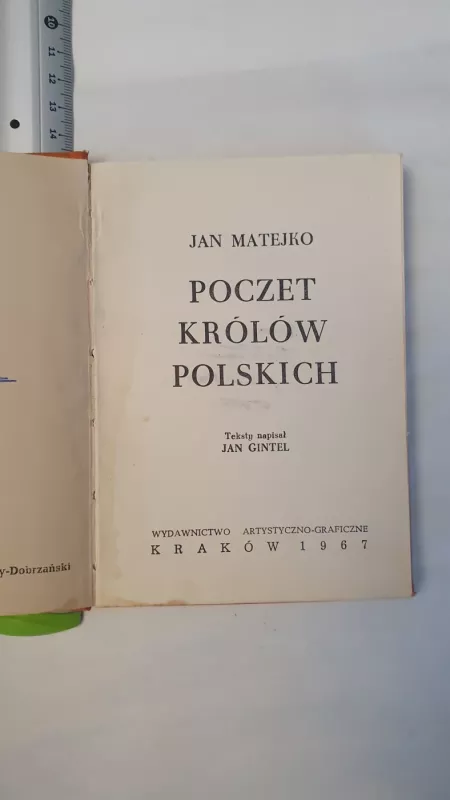 10
11
12
13
14
JAN MATEJKO
POCZET
KRÓLÓW
POLSKICH
Teksty napisał
JAN GINTEL
WYDAWNICTWO ARTYSTYCZNO-GRAFICZNE
KRAKÓW 1967
y-Dobrzański